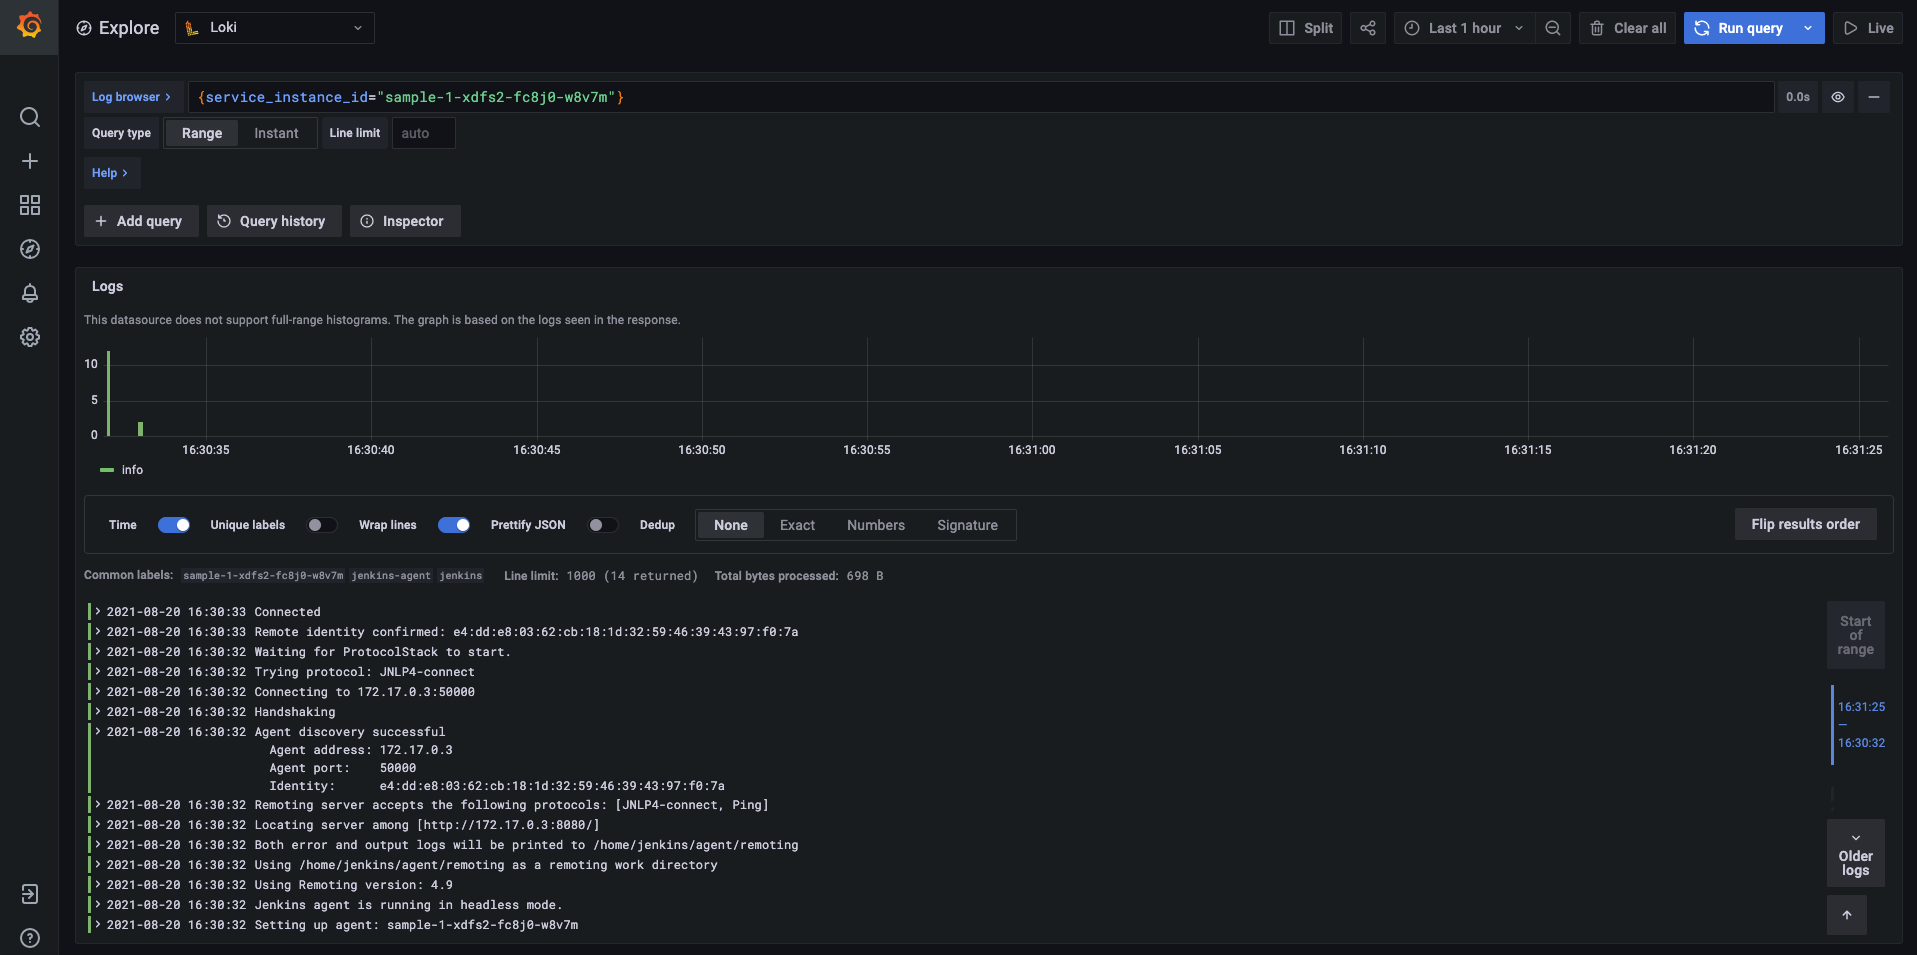 Explore Loki Split Last 1 hour Clear all Run query Live
Log browser > {service_instance_id="sample-1-xdfs2-fc8j0-w8v7m"} 0.0s
Query type Range Instant Line limit auto
Help >
+ Add query Query history Inspector
Logs
This datasource does not support full-range histograms. The graph is based on the logs seen in the response.
10
5
0
16:30:35 16:30:40 16:30:45 16:30:50 16:30:55 16:31:00 16:31:05 16:31:10 16:31:15 16:31:20 16:31:25
info
Time Unique labels Wrap lines Prettify JSON Dedup None Exact Numbers Signature Flip results order
Common labels: sample-1-xdfs2-fc8j0-w8v7m jenkins-agent jenkins Line limit: 1000 (14 returned) Total bytes processed: 698 B
> 2021-08-20 16:30:33 Connected
> 2021-08-20 16:30:33 Remote identity confirmed: e4:dd:e8:03:62:cb:18:1d:32:59:46:39:43:97:f0:7a
> 2021-08-20 16:30:32 Waiting for ProtocolStack to start.
> 2021-08-20 16:30:32 Trying protocol: JNLP4-connect
> 2021-08-20 16:30:32 Connecting to 172.17.0.3:50000
> 2021-08-20 16:30:32 Handshaking
> 2021-08-20 16:30:32 Agent discovery successful
Agent address: 172.17.0.3
Agent port: 50000
Identity: e4:dd:e8:03:62:cb:18:1d:32:59:46:39:43:97:f0:7a
> 2021-08-20 16:30:32 Remoting server accepts the following protocols: [JNLP4-connect, Ping]
> 2021-08-20 16:30:32 Locating server among [http://172.17.0.3:8080/]
> 2021-08-20 16:30:32 Both error and output logs will be printed to /home/jenkins/agent/remoting
> 2021-08-20 16:30:32 Using /home/jenkins/agent/remoting as a remoting work directory
> 2021-08-20 16:30:32 Using Remoting version: 4.9
> 2021-08-20 16:30:32 Jenkins agent is running in headless mode.
> 2021-08-20 16:30:32 Setting up agent: sample-1-xdfs2-fc8j0-w8v7m
Start
of
range
16:31:25
—
16:30:32
Older
logs